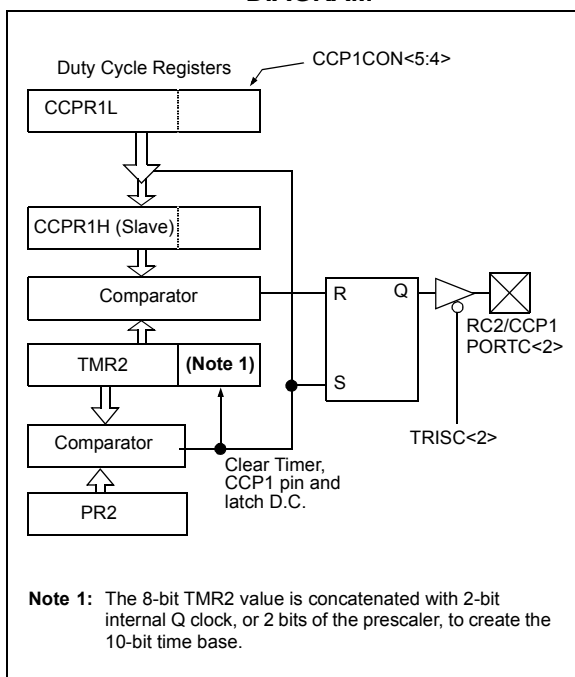 Duty Cycle Registers
CCP1CON<5:4>
CCPR1L
CCPR1H (Slave)
Comparator
R
Q
RC2/CCP1
PORTC<2>
TMR2
(Note 1)
S
TRISC<2>
Comparator
Clear Timer,
CCP1 pin and
latch D.C.
PR2
Note 1: The 8-bit TMR2 value is concatenated with 2-bit
internal Q clock, or 2 bits of the prescaler, to create the
10-bit time base.